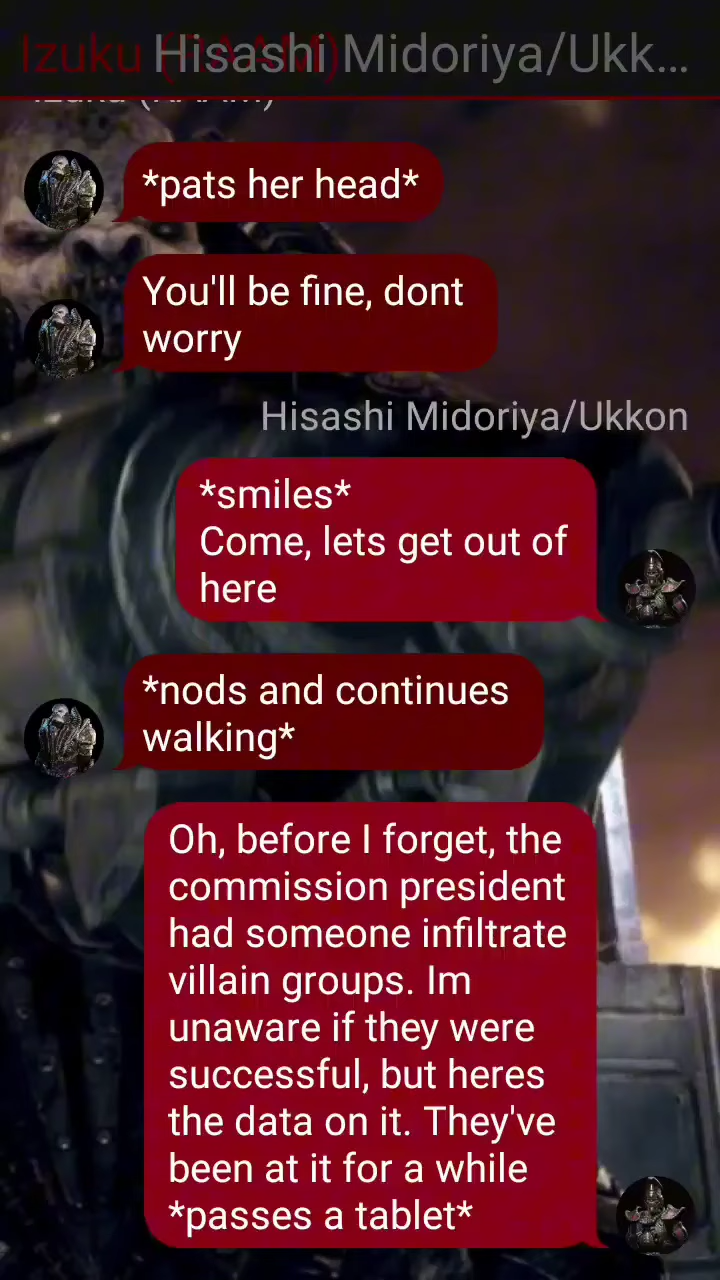 Izuku (RAAM)
Hisashi Midoriya/Ukk...
Izuku (RAAM)
*pats her head*
You'll be fine, dont
worry
Hisashi Midoriya/Ukkon
*smiles*
Come, lets get out of
here
*nods and continues
walking*
Oh, before I forget, the
commission president
had someone infiltrate
villain groups. Im
unaware if they were
successful, but heres
the data on it. They've
been at it for a while
*passes a tablet*